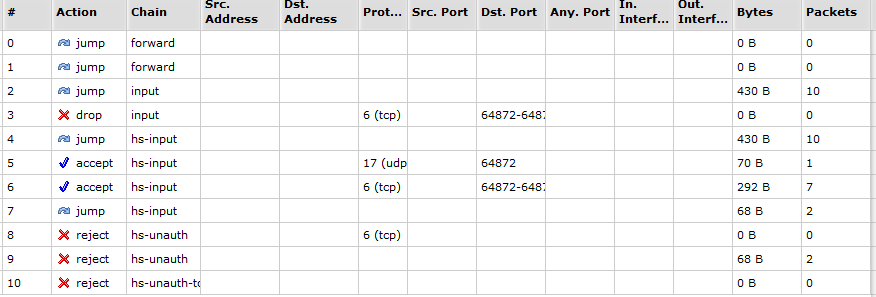 # Action Chain Src. Address Dst. Address Prot... Src. Port Dst. Port Any. Port In. Interf... Out. Interf... Bytes Packets
0 jump forward 0 B 0
1 jump forward 0 B 0
2 jump input 430 B 10
3 drop input 6 (tcp) 64872-6487 0 B 0
4 jump hs-input 430 B 10
5 accept hs-input 17 (udp 64872 70 B 1
6 accept hs-input 6 (tcp) 64872-6487 292 B 7
7 jump hs-input 68 B 2
8 reject hs-unauth 6 (tcp) 0 B 0
9 reject hs-unauth 68 B 2
10 reject hs-unauth-to 0 B 0